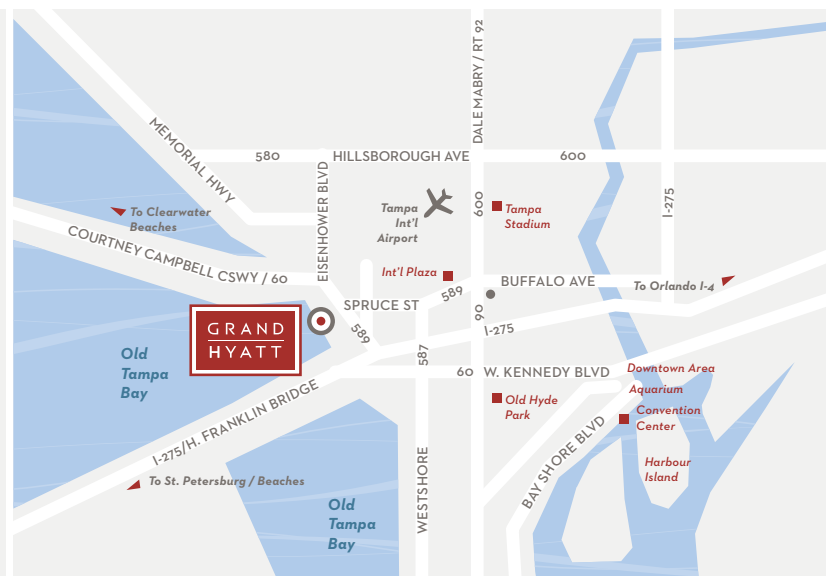 DALE MABRY / RT 92
MEMORIAL HWY
580
HILLSBOROUGH AVE
600
EISENHOWER BLVD
600
I-275
To Clearwater
Beaches
Tampa
Int'l
Airport
Tampa
Stadium
COURTNEY CAMPBELL CSWY / 60
Int'l Plaza
BUFFALO AVE
To Orlando I-4
589
SPRUCE ST
90
GRAND
HYATT
589
I-275
587
Old
Tampa
Bay
60
W. KENNEDY BLVD
Downtown Area
Aquarium
Old Hyde
Park
Convention
Center
I-275/H. FRANKLIN BRIDGE
BAY SHORE BLVD
Harbour
Island
WESTSHORE
To St. Petersburg / Beaches
Old
Tampa
Bay